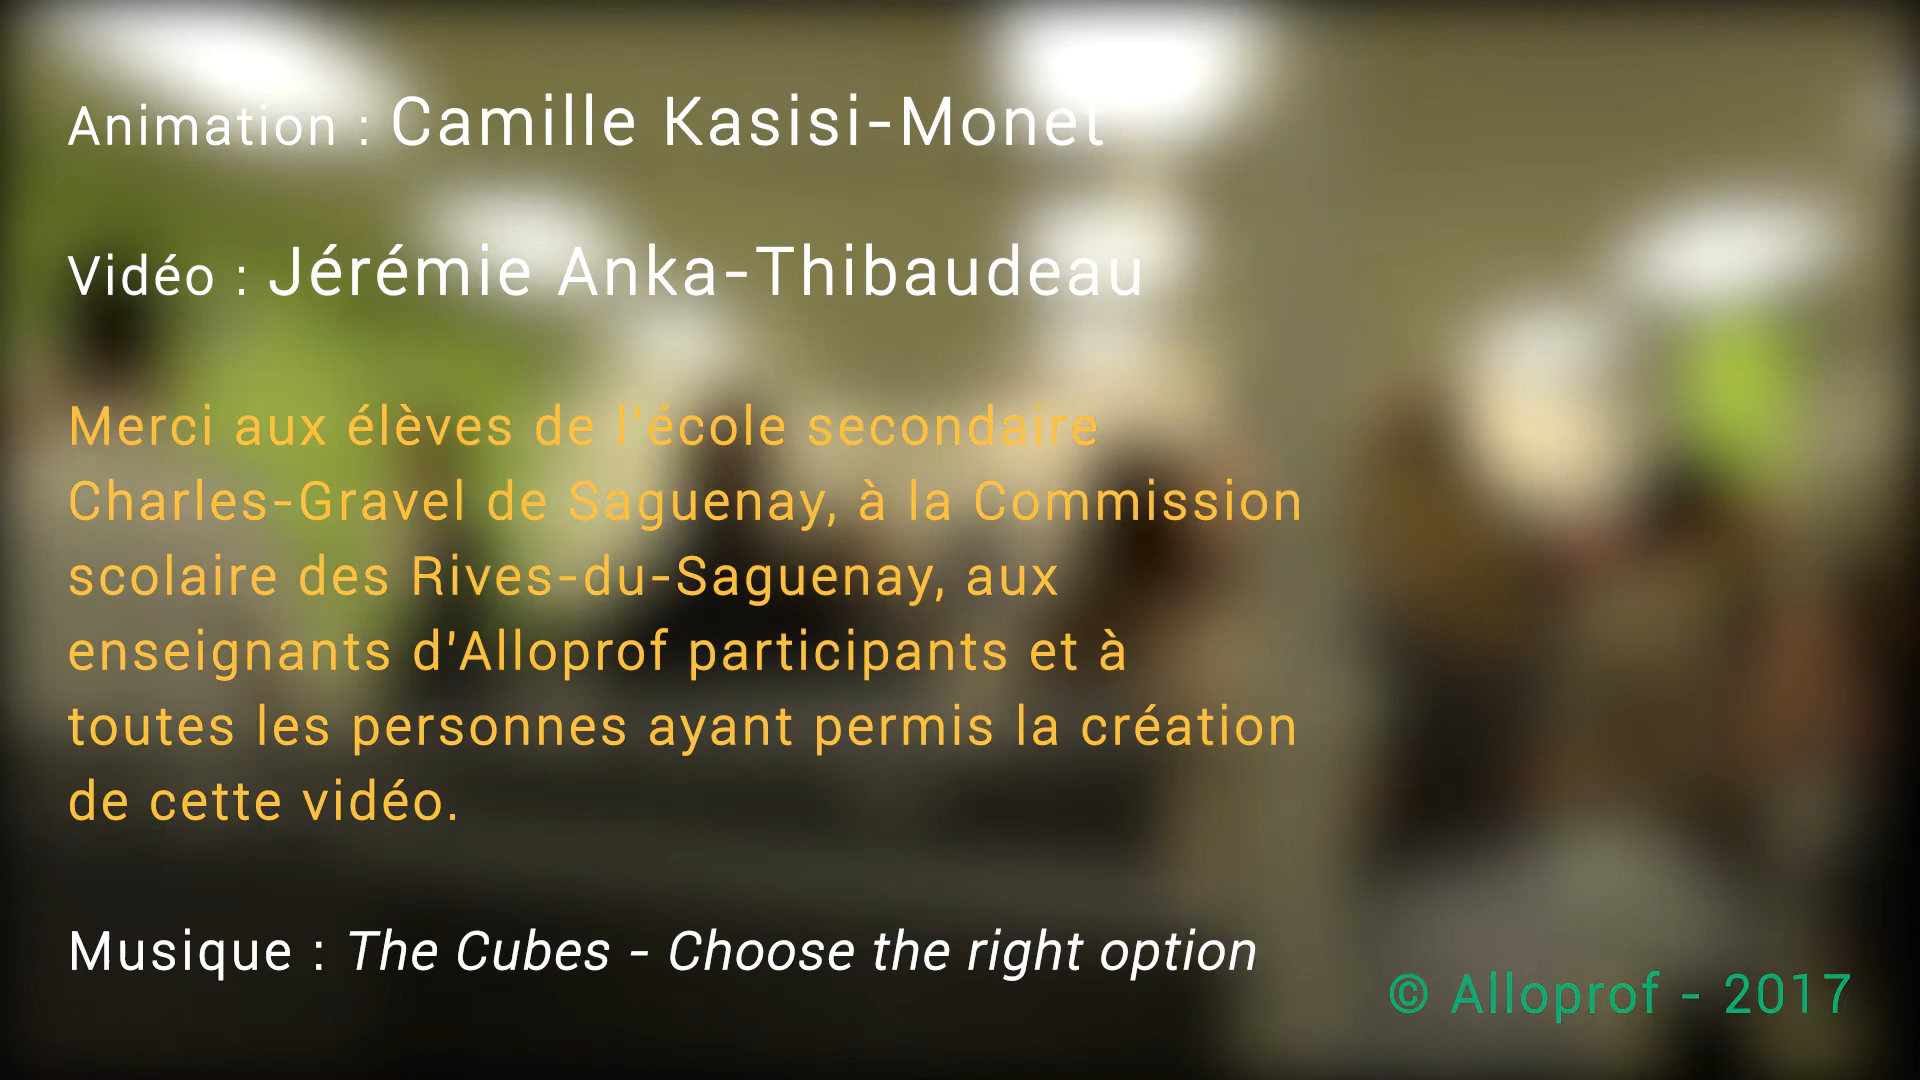 Animation : Camille Kasisi-Monet
Vidéo : Jérémie Anka-Thibaudeau
Merci aux élèves de l'école secondaire
Charles-Gravel de Saguenay, à la Commission
scolaire des Rives-du-Saguenay, aux
enseignants d'Alloprof participants et à
toutes les personnes ayant permis la création
de cette vidéo.
Musique : The Cubes - Choose the right option
© Alloprof - 2017